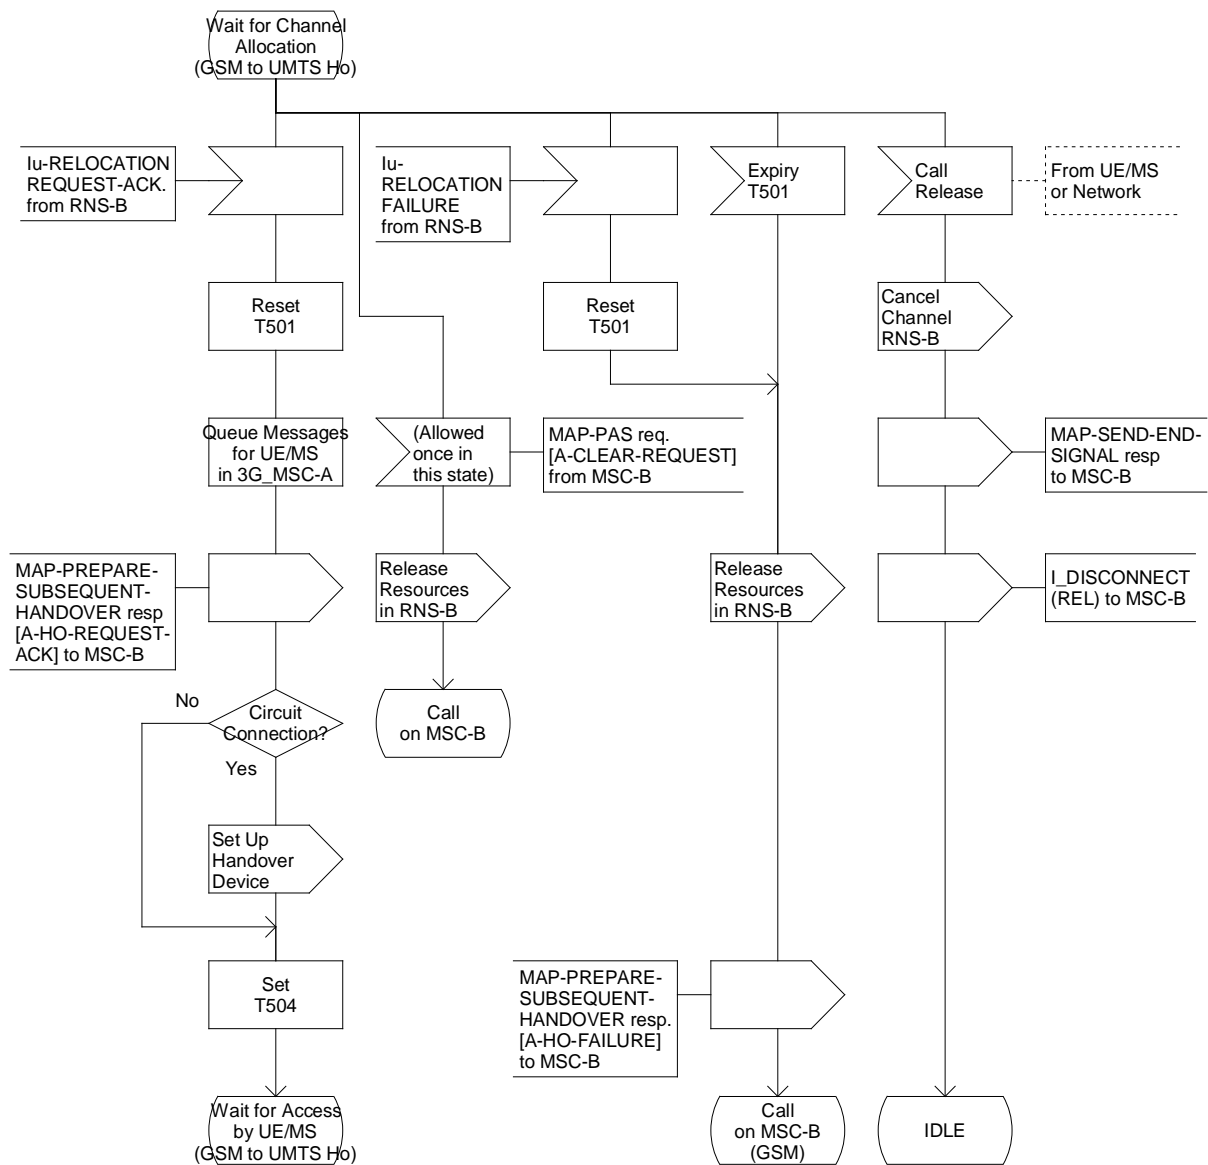 Wait for Channel
Allocation
(GSM to UMTS Ho)
Iu-RELOCATION
REQUEST-ACK.
from RNS-B
Iu-
RELOCATION
FAILURE
from RNS-B
Expiry
T501
Call
Release
From UE/MS
or Network
Reset
T501
Reset
T501
Cancel
Channel
RNS-B
Queue Messages
for UE/MS
in 3G_MSC-A
(Allowed
once in
this state)
MAP-PAS req.
[A-CLEAR-REQUEST]
from MSC-B
MAP-SEND-END-
SIGNAL resp
to MSC-B
MAP-PREPARE-
SUBSEQUENT-
HANDOVER resp
[A-HO-REQUEST-
ACK] to MSC-B
Release
Resources
in RNS-B
Release
Resources
in RNS-B
I_DISCONNECT
(REL) to MSC-B
No
Circuit
Connection?
Yes
Call
on MSC-B
Set Up
Handover
Device
Set
T504
MAP-PREPARE-
SUBSEQUENT-
HANDOVER resp.
[A-HO-FAILURE]
to MSC-B
Wait for Access
by UE/MS
(GSM to UMTS Ho)
Call
on MSC-B
(GSM)
IDLE